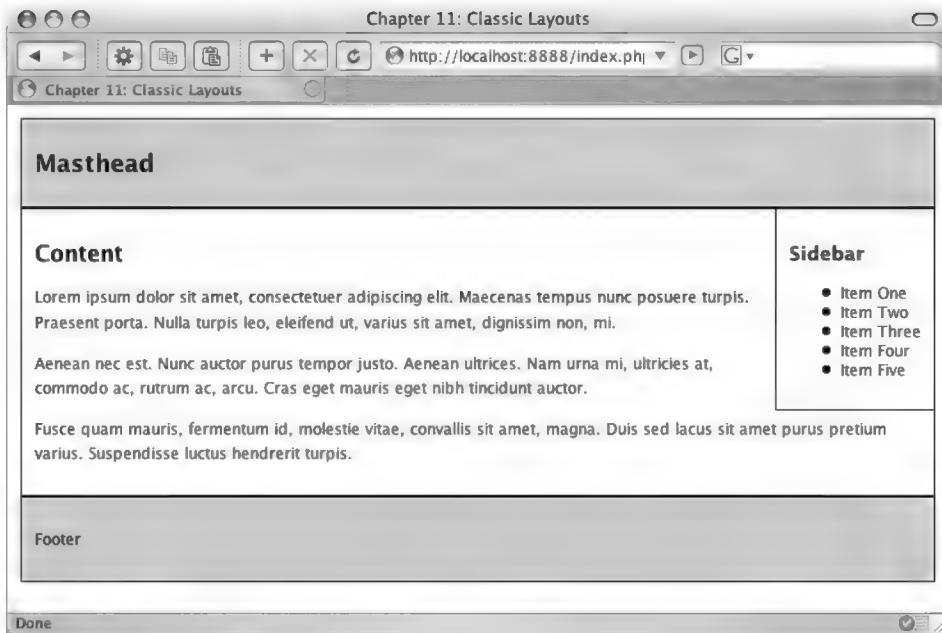 Chapter 11: Classic Layouts
http://localhost:8888/index.ph
G
Chapter 11: Classic Layouts
Masthead
Content
Lorem ipsum dolor sit amet, consectetuer adipiscing elit. Maecenas tempus nunc posuere turpis.
Praesent porta. Nulla turpis leo, eleifend ut, varius sit amet, dignissim non, mi.
Aenean nec est. Nunc auctor purus tempor justo. Aenean ultrices. Nam urna mi, ultricies at,
commodo ac, rutrum ac, arcu. Cras eget mauris eget nibh tincidunt auctor.
Fusce quam mauris, fermentum id, molestie vitae, convallis sit amet, magna. Duis sed lacus sit amet purus pretium
varius. Suspendisse luctus hendrerit turpis.
Sidebar
Item One
Item Two
Item Three
Item Four
Item Five
Footer
Done